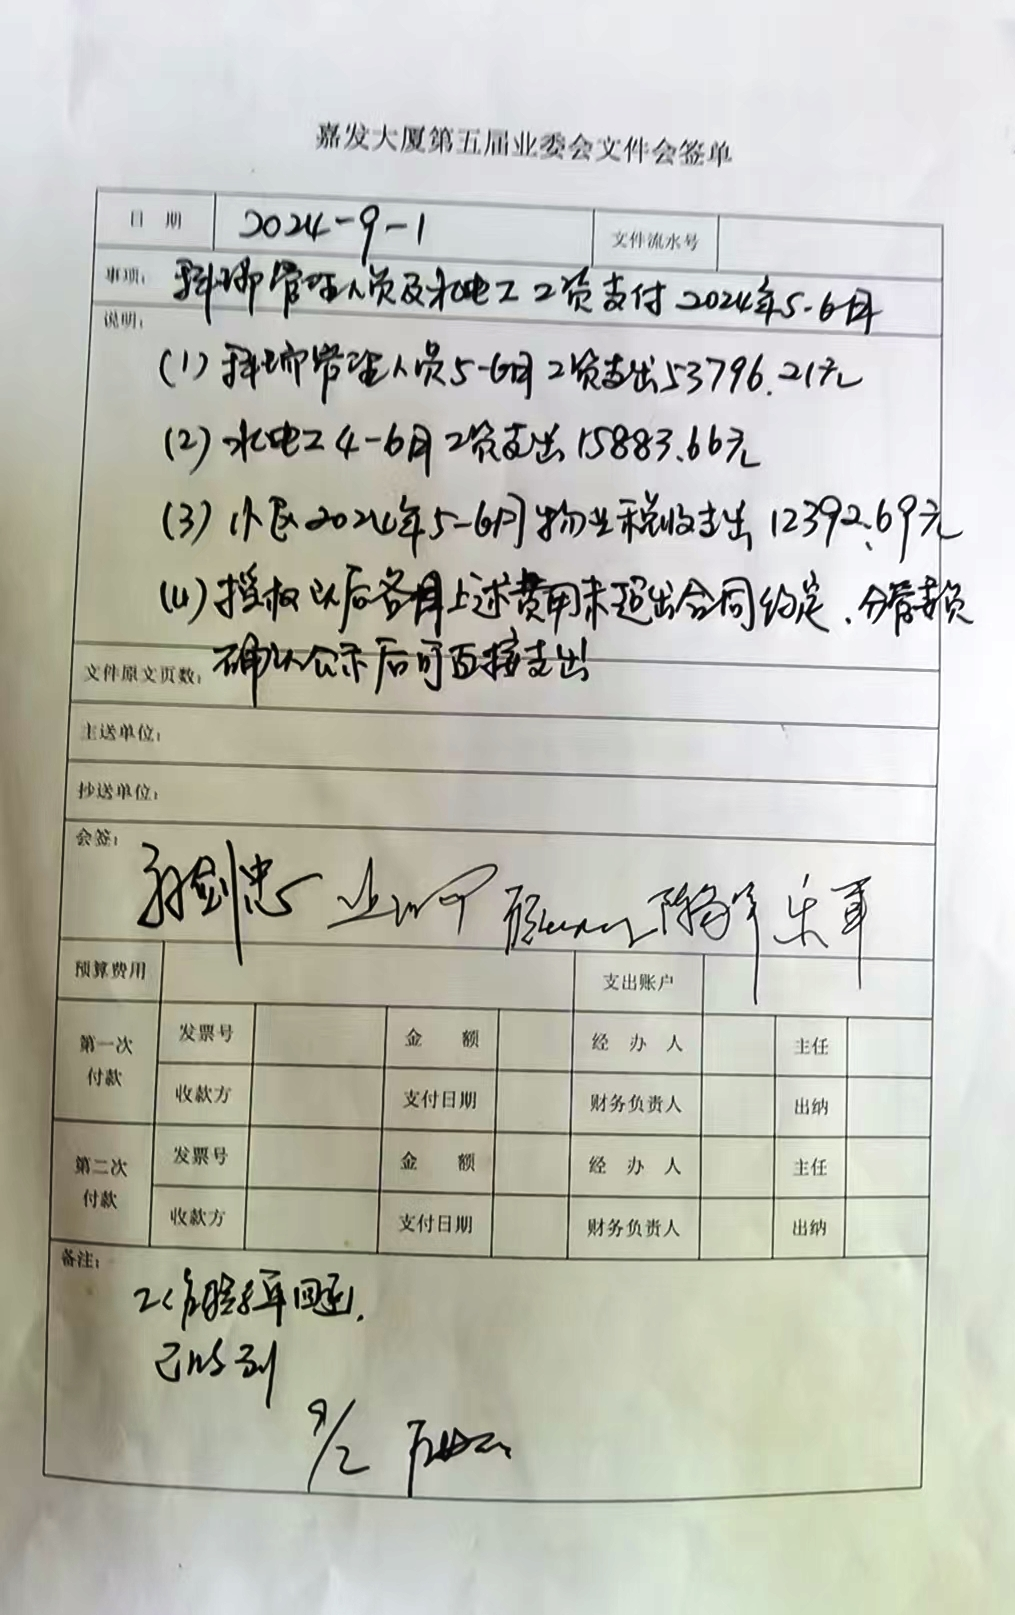 嘉发大厦第五届业委会文件会签单
日 期 2024-9-1 文件流水号
事项: 科瑞管理人员及水电工工资支付2024年5-6月
说明:
(1) 科瑞管理人员5-6月工资支出53796.21元
(2) 水电工4-6月工资支出15883.66元
(3) 小区2024年5-6月物业税收支出12392.69元
(4) 授权以后各月上述费用未超出合同约定、分管委员
确认公示后可直接支出
文件原文页数:
主送单位:
抄送单位:
会签: 孙剑忠 乐军
预算费用 支出账户
第一次付款 发票号 金 额 经 办 人 主任
收款方 支付日期 财务负责人 出纳
第二次付款 发票号 金 额 经 办 人 主任
收款方 支付日期 财务负责人 出纳
备注:
已收到
9/2